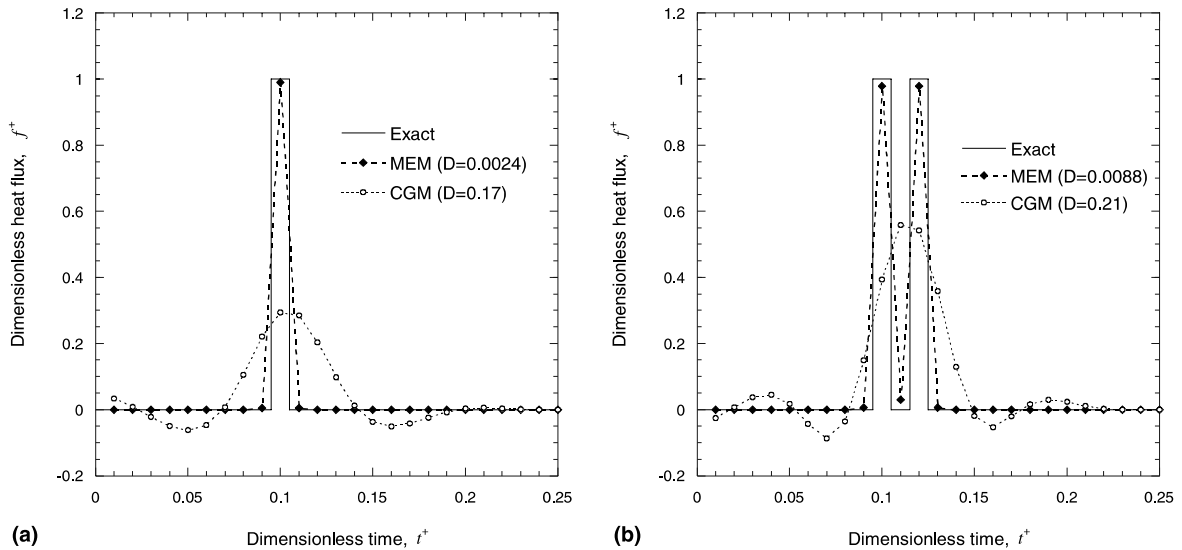 1.2
1
0.8
0.6
0.4
0.2
0
-0.2
Dimensionless heat flux, f⁺
Exact
MEM (D=0.0024)
CGM (D=0.17)
0 0.05 0.1 0.15 0.2 0.25
(a) Dimensionless time, t⁺
1.2
1
0.8
0.6
0.4
0.2
0
-0.2
Dimensionless heat flux, f⁺
Exact
MEM (D=0.0088)
CGM (D=0.21)
0 0.05 0.1 0.15 0.2 0.25
(b) Dimensionless time, t⁺